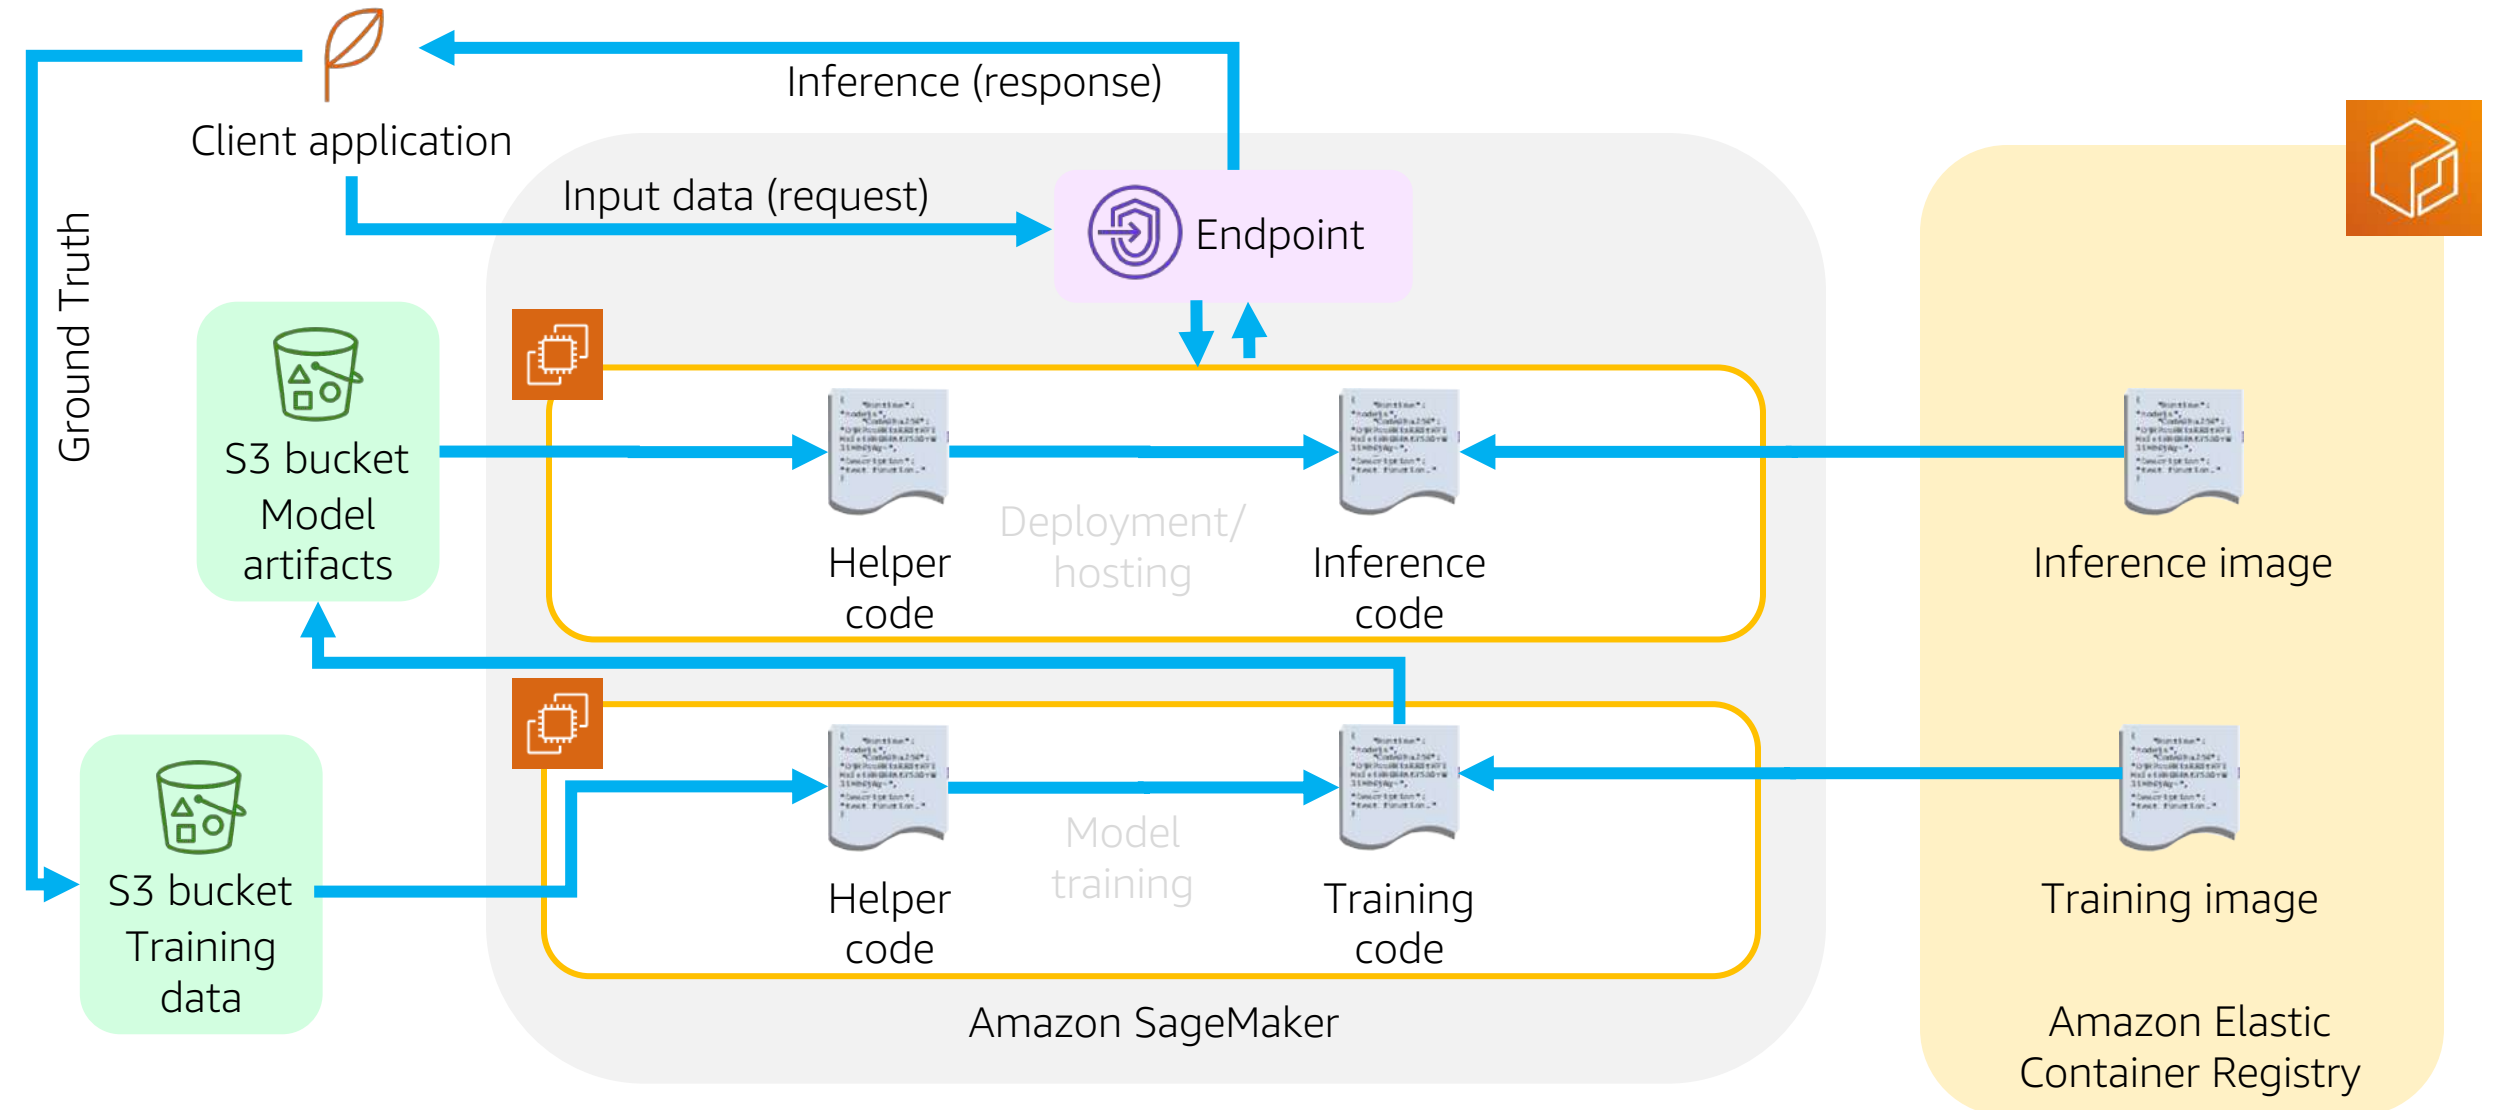 Inference (response)
Client application
Input data (request)
Endpoint
Ground Truth
S3 bucket
Model
artifacts
Helper
code
Deployment/
hosting
Inference
code
Inference image
S3 bucket
Training
data
Helper
code
Model
training
Training
code
Training image
Amazon SageMaker
Amazon Elastic
Container Registry